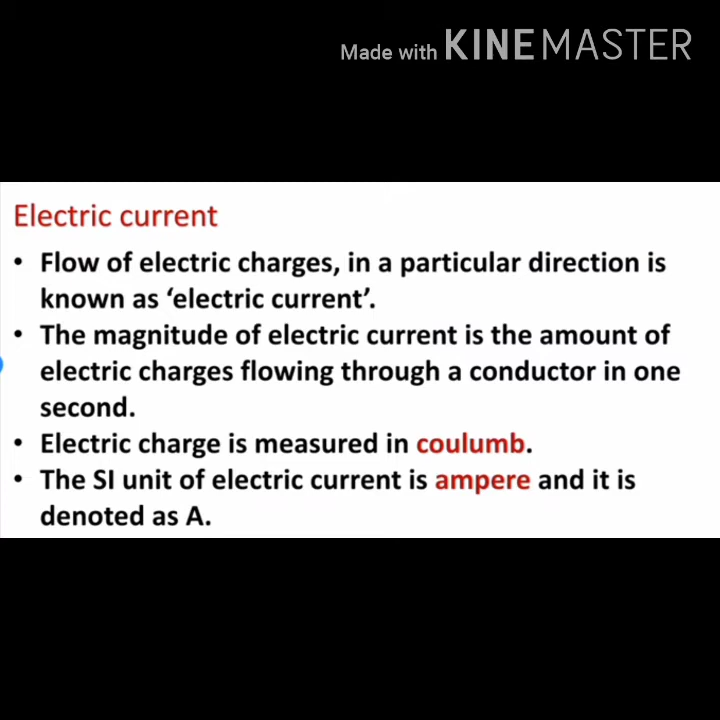 Made with KINEMASTER
Electric current
• Flow of electric charges, in a particular direction is
known as ‘electric current’.
• The magnitude of electric current is the amount of
electric charges flowing through a conductor in one
second.
• Electric charge is measured in coulumb.
• The SI unit of electric current is ampere and it is
denoted as A.